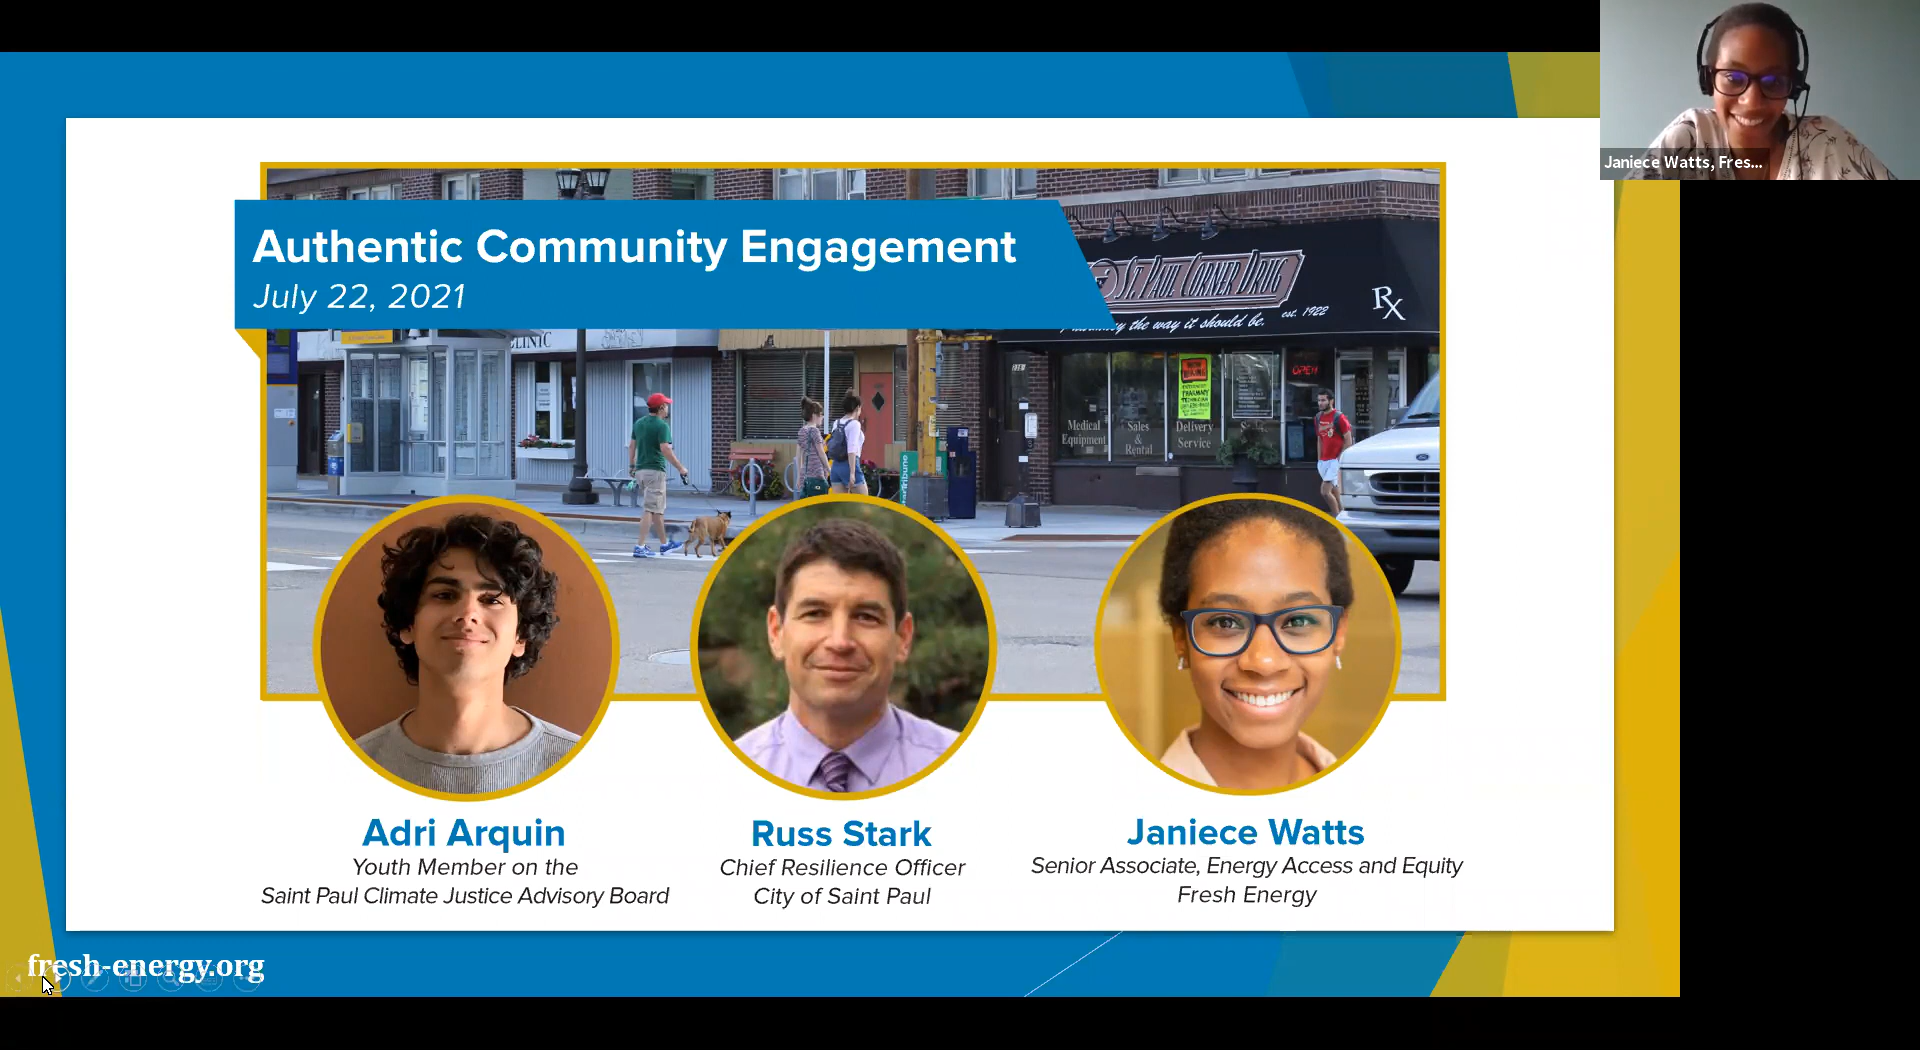 Janiece Watts, Fres...
Authentic Community Engagement
July 22, 2021
ST. PAUL CORNER DRUG
the way it should be.
est. 1922
Rx
CLINIC
OPEN
Medical
Equipment
Sales
&
Rental
Delivery
Service
Adri Arquin
Youth Member on the
Saint Paul Climate Justice Advisory Board
Russ Stark
Chief Resilience Officer
City of Saint Paul
Janiece Watts
Senior Associate, Energy Access and Equity
Fresh Energy
fresh-energy.org